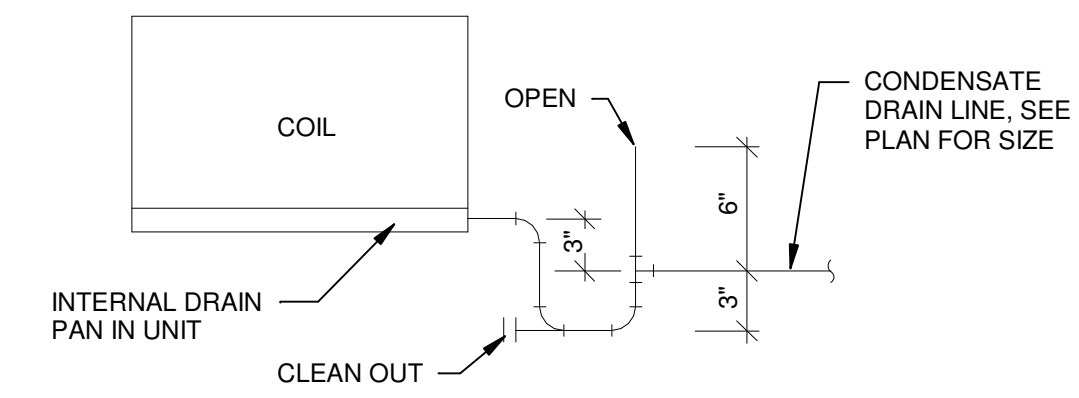 COIL
OPEN
CONDENSATE
DRAIN LINE, SEE
PLAN FOR SIZE
6"
3"
3"
INTERNAL DRAIN
PAN IN UNIT
CLEAN OUT